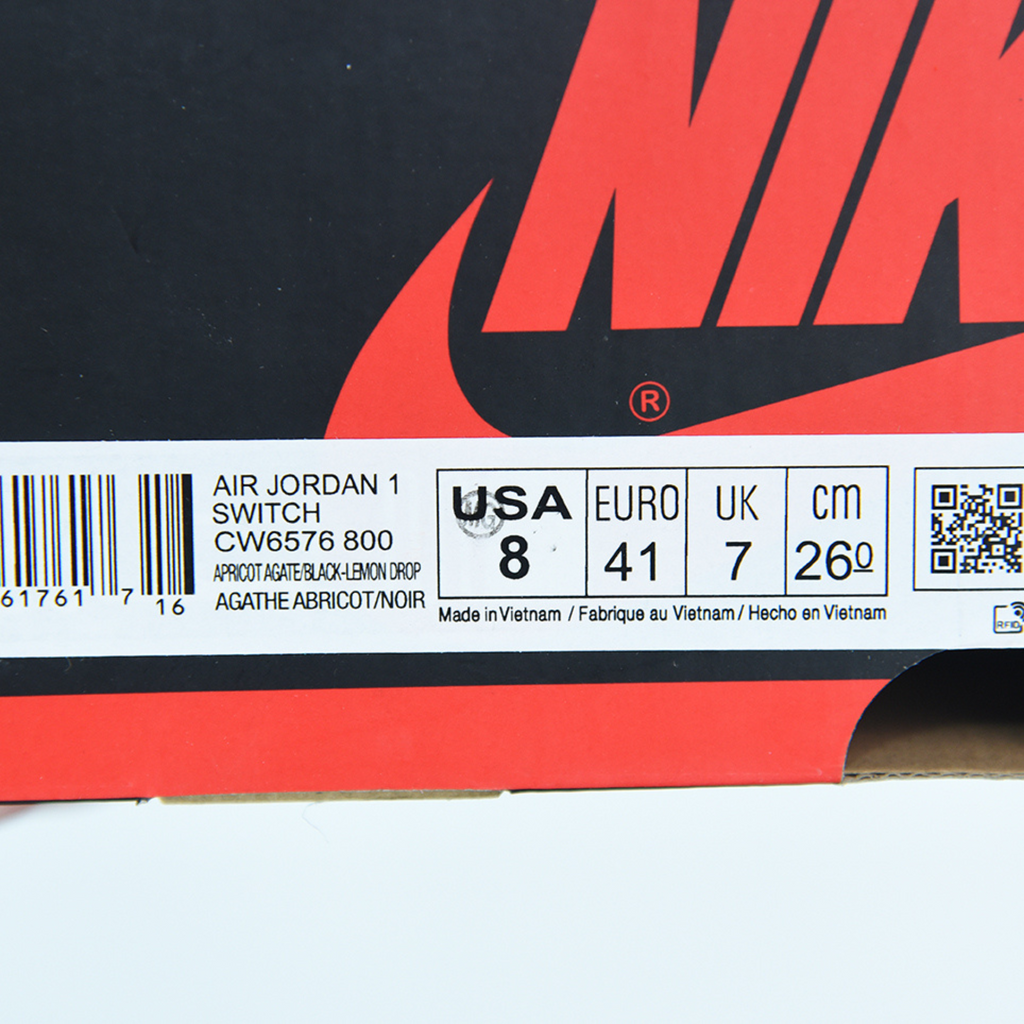 NIK
®
AIR JORDAN 1
SWITCH
CW6576 800
APRICOT AGATE/BLACK-LEMON DROP
AGATHE ABRICOT/NOIR
61761 7 16
USA EURO UK cm
8 41 7 260
Made in Vietnam / Fabrique au Vietnam / Hecho en Vietnam
RFID